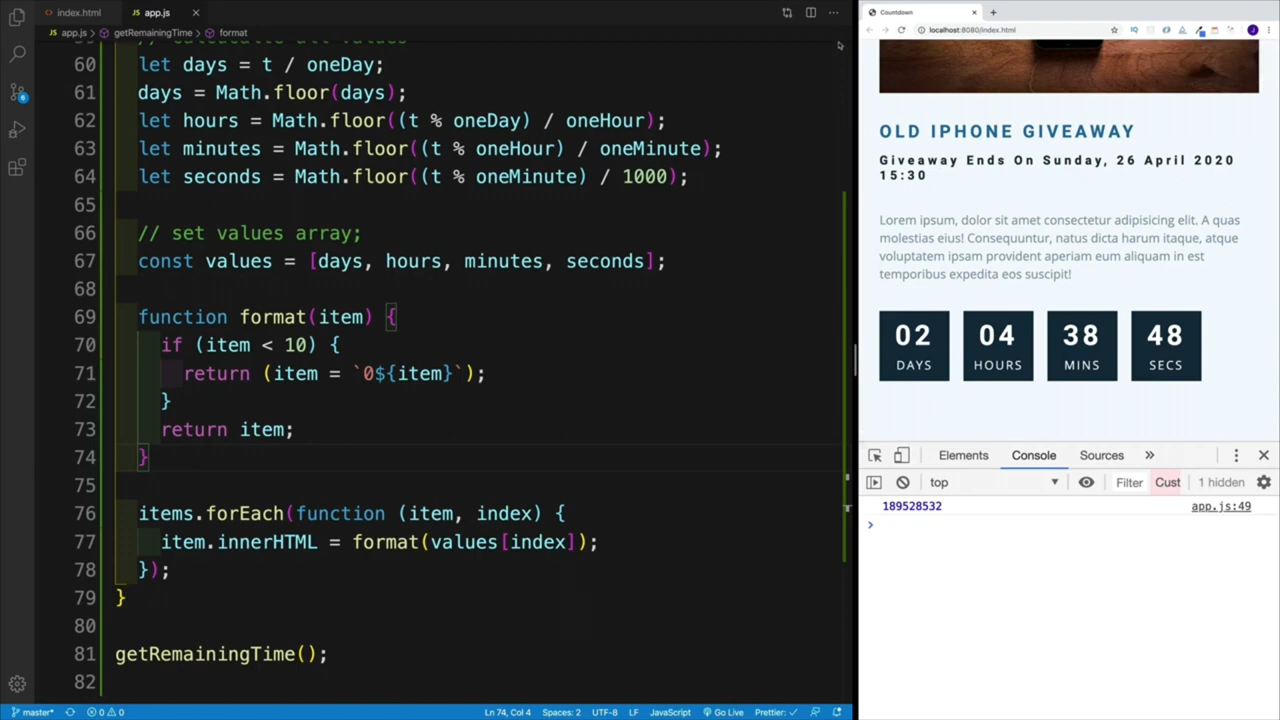 index.html
app.js
app.js
getRemainingTime
format
60 let days = t / oneDay;
61 days = Math.floor(days);
62 let hours = Math.floor((t % oneDay) / oneHour);
63 let minutes = Math.floor((t % oneHour) / oneMinute);
64 let seconds = Math.floor((t % oneMinute) / 1000);
65
66 // set values array;
67 const values = [days, hours, minutes, seconds];
68
69 function format(item) {
70 if (item < 10) {
71 return (item = `0${item}`);
72 }
73 return item;
74 }
75
76 items.forEach(function (item, index) {
77 item.innerHTML = format(values[index]);
78 });
79 }
80
81 getRemainingTime();
82
master*
0 0
Ln 74, Col 4
Spaces: 2
UTF-8
LF
JavaScript
Go Live
Prettier: ✓
Countdown
localhost:8080/index.html
OLD IPHONE GIVEAWAY
Giveaway Ends On Sunday, 26 April 2020
15:30
Lorem ipsum, dolor sit amet consectetur adipisicing elit. A quas
molestias eius! Consequuntur, natus dicta harum itaque, atque
voluptatem ipsam provident aperiam eum aliquam in est
temporibus expedita eos suscipit!
02 04 38 48
DAYS HOURS MINS SECS
Elements Console Sources »
top Filter Cust 1 hidden
189528532 app.js:49
>